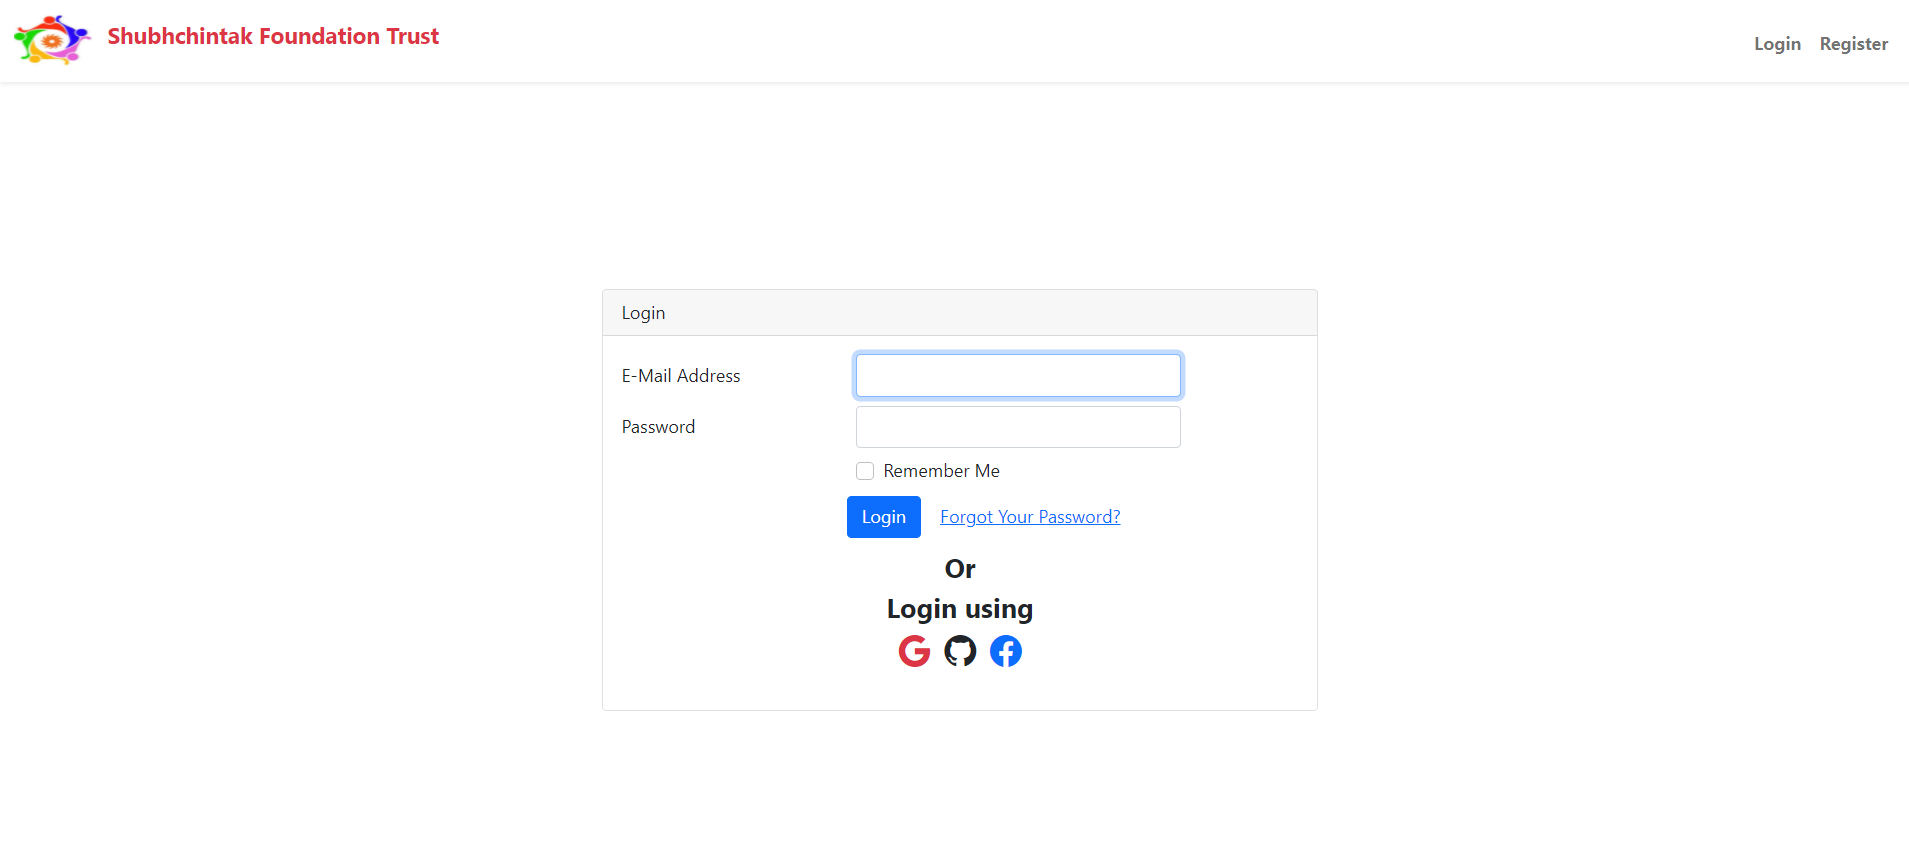 Shubhchintak Foundation Trust
Login Register
Login
E-Mail Address
Password
Remember Me
Login Forgot Your Password?
Or
Login using